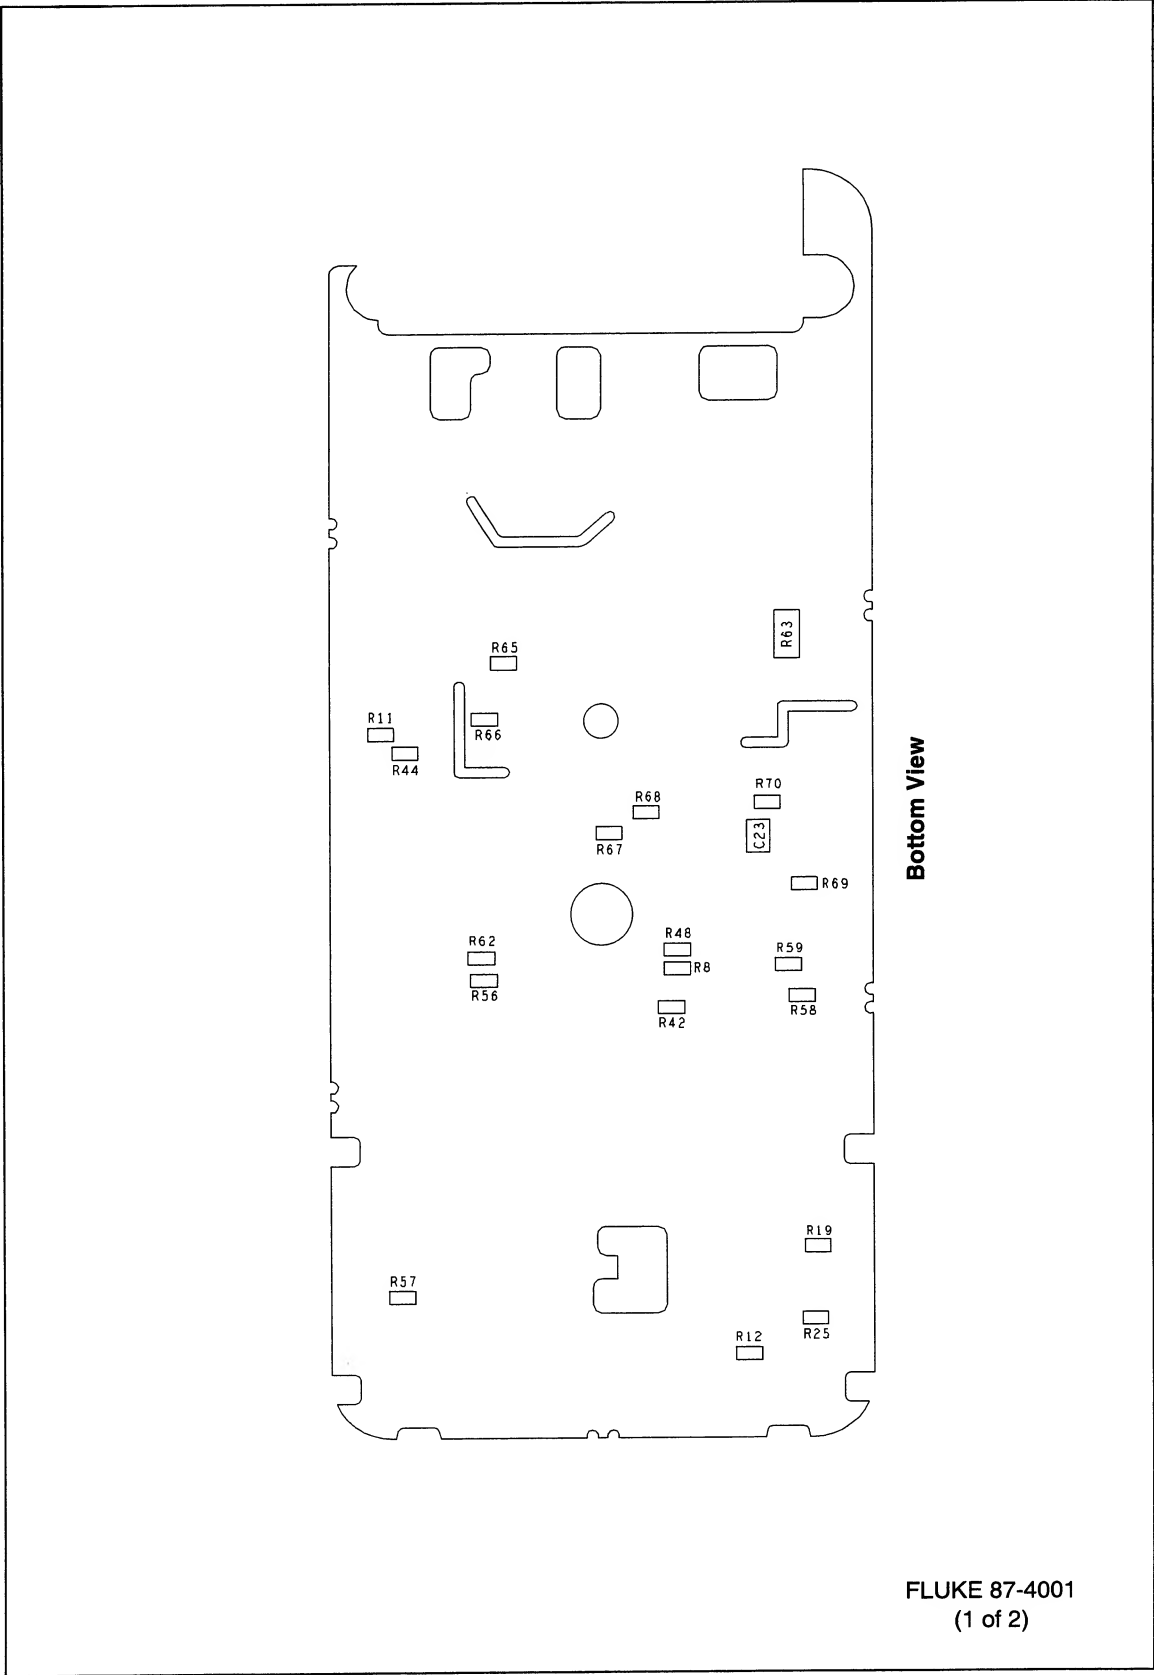 R63
R65
R11
R66
R44
R70
R68
C23
R67
Bottom View
R69
R48
R62
R59
R8
R56
R58
R42
R19
R57
R25
R12
FLUKE 87-4001
(1 of 2)